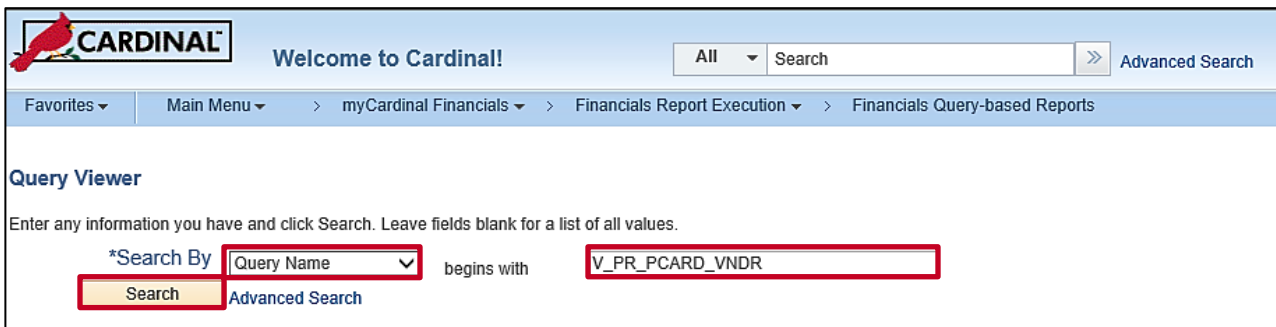 CARDINAL
Welcome to Cardinal!
All Search Advanced Search
Favorites Main Menu > myCardinal Financials > Financials Report Execution > Financials Query-based Reports
Query Viewer
Enter any information you have and click Search. Leave fields blank for a list of all values.
*Search By Query Name begins with V_PR_PCARD_VNDR
Search Advanced Search